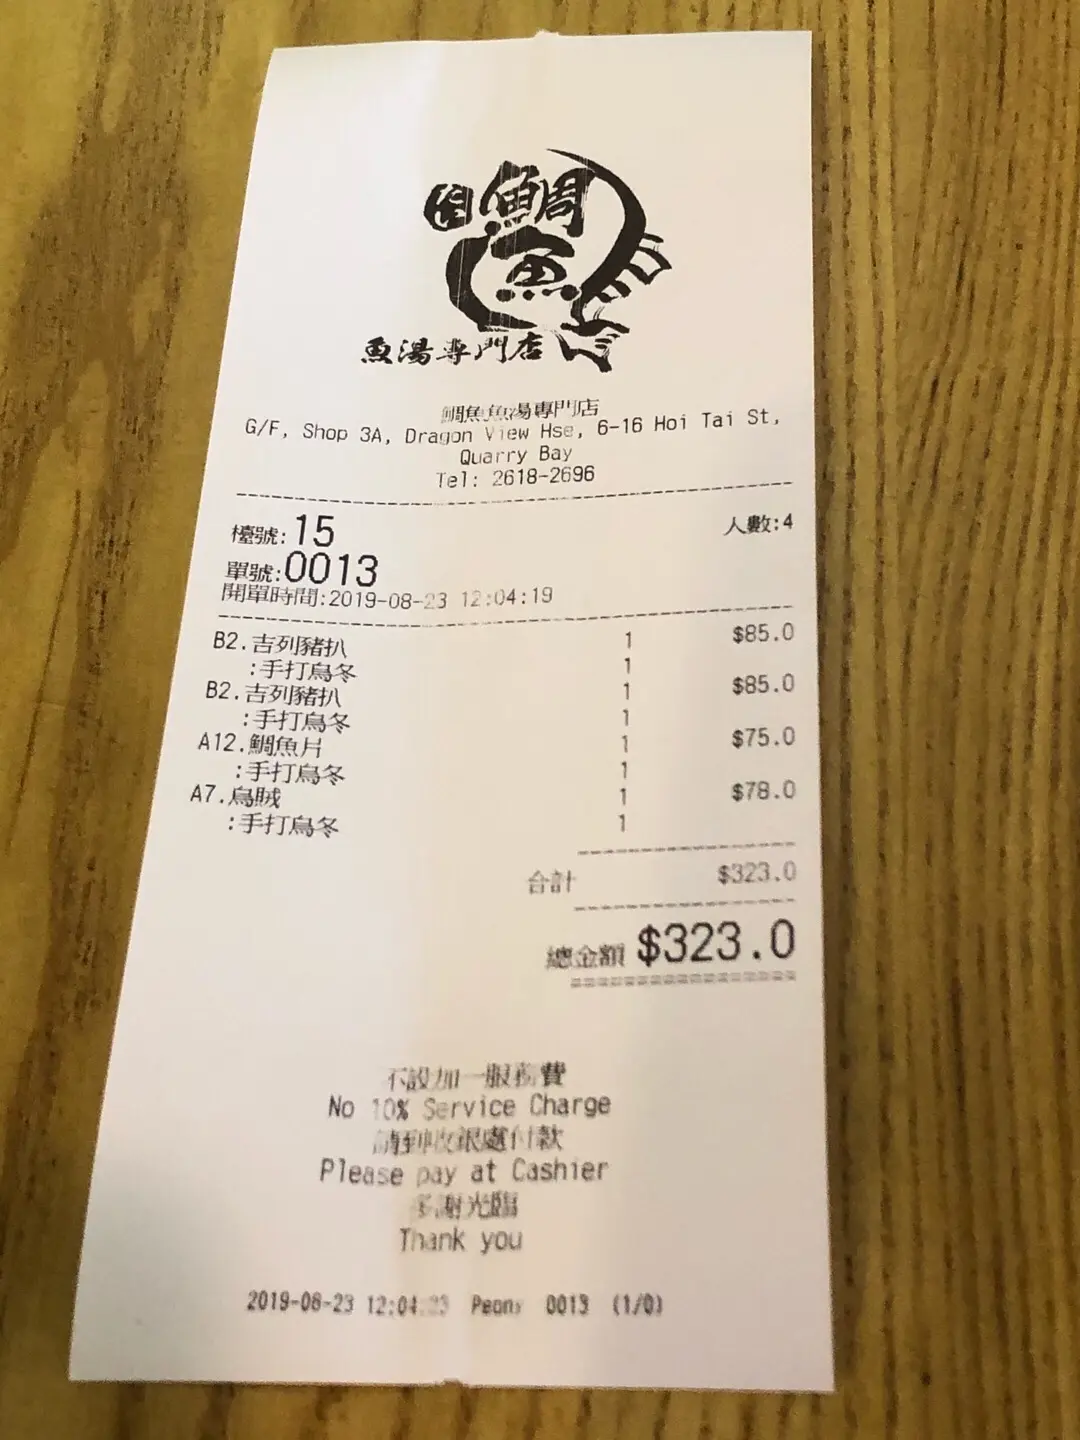 鯛
魚
魚湯專門店
鯛魚魚湯專門店
G/F, Shop 3A, Dragon View Hse, 6-16 Hoi Tai St,
Quarry Bay
Tel: 2618-2696
檯號:15 人數:4
單號:0013
開單時間:2019-08-23 12:04:19
B2.吉列豬扒 1 $85.0
:手打烏冬 1
B2.吉列豬扒 1 $85.0
:手打烏冬 1
A12.鯛魚片 1 $75.0
:手打烏冬 1
A7.烏賊 1 $78.0
:手打烏冬 1
合計 $323.0
總金額 $323.0
不設加一服務費
No 10% Service Charge
請到收銀處付款
Please pay at Cashier
多謝光臨
Thank you
2019-08-23 0013 (1/0)